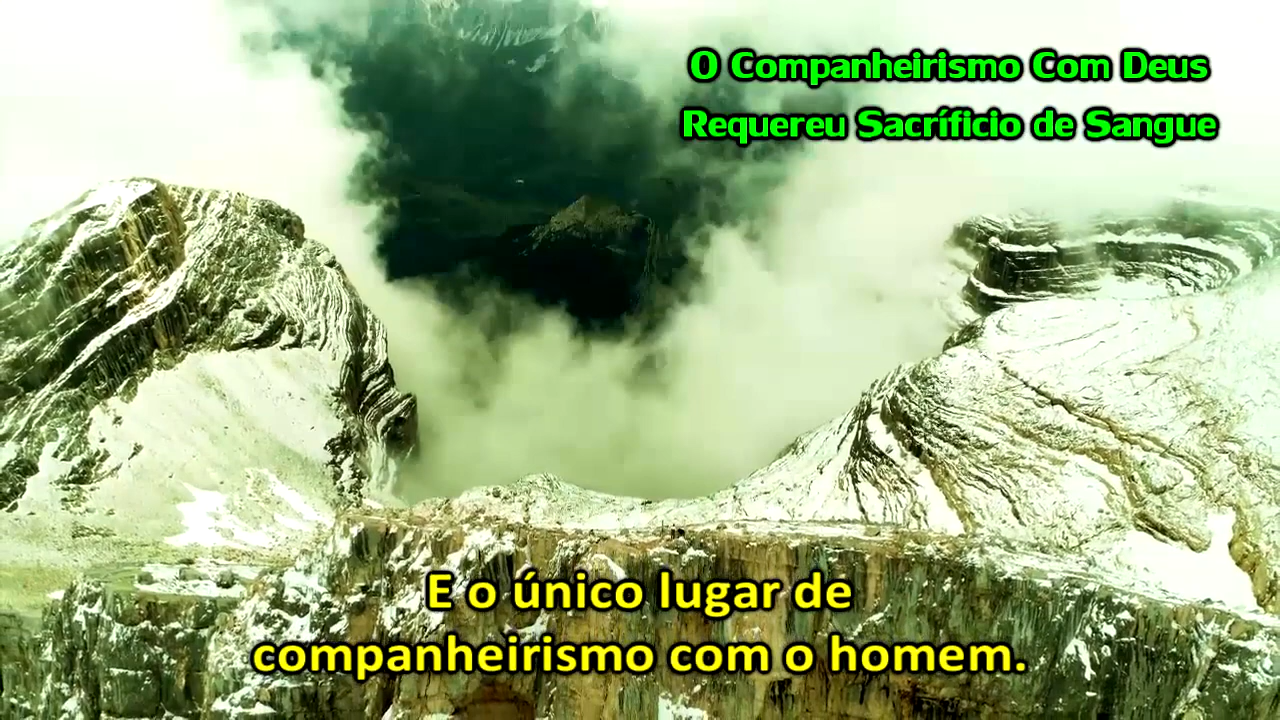 O Companheirismo Com Deus
Requereu Sacríficio de Sangue
E o único lugar de
companheirismo com o homem.